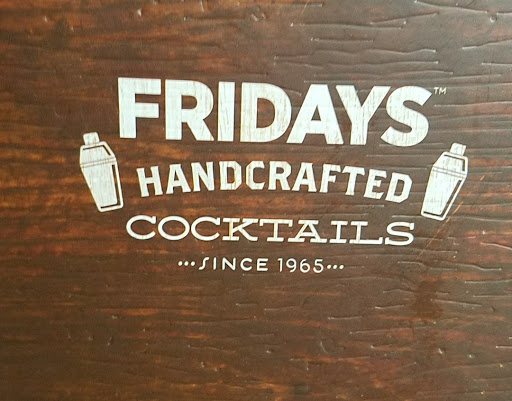 FRIDAYS™
HANDCRAFTED
COCKTAILS
•••SINCE 1965•••